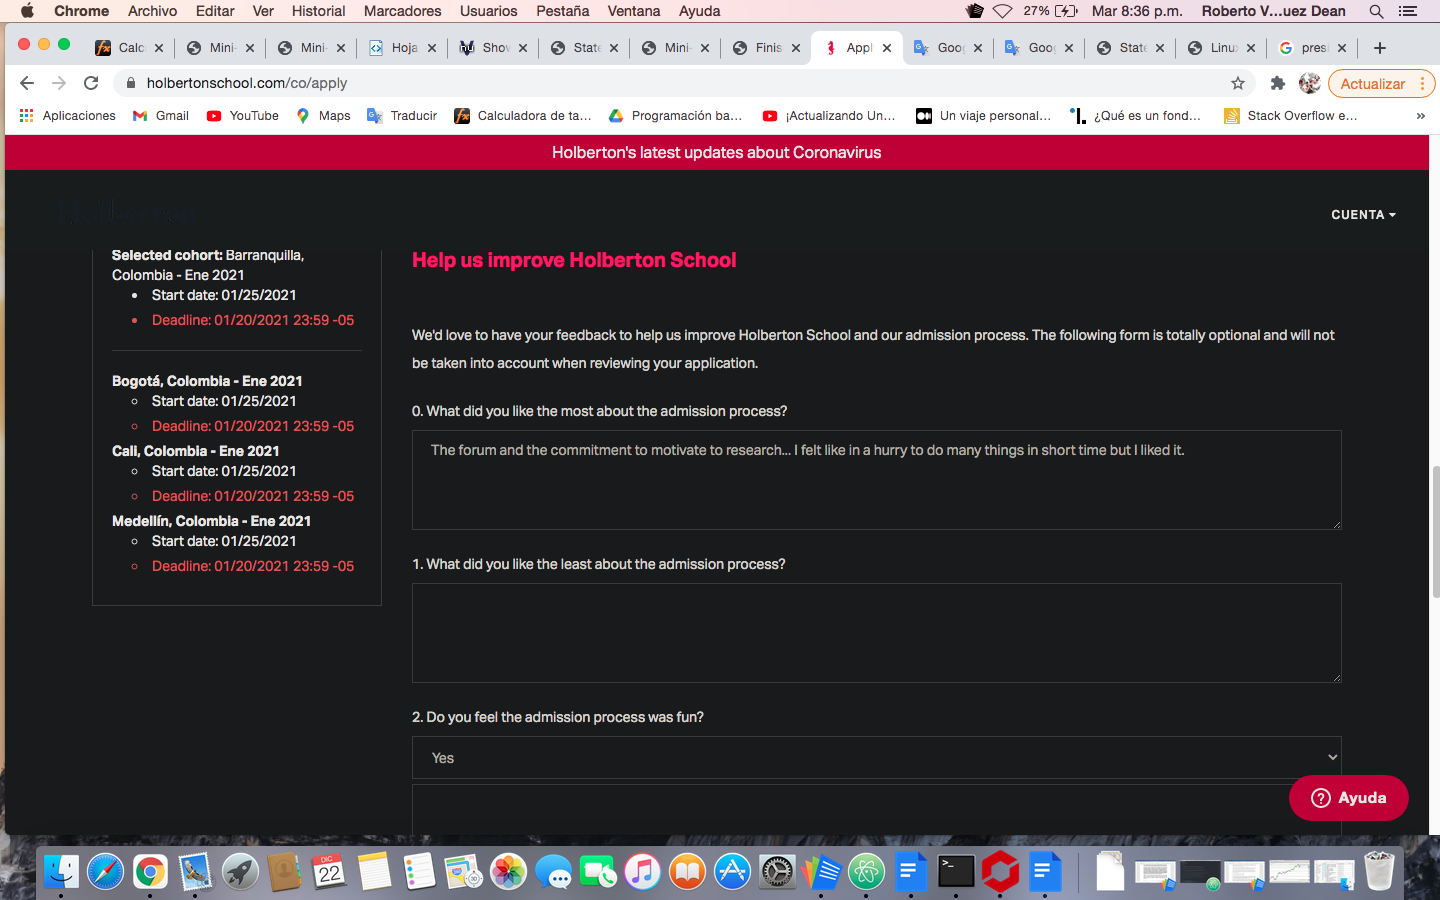 Chrome Archivo Editar Ver Historial Marcadores Usuarios Pestaña Ventana Ayuda 27% Mar 8:36 p.m. Roberto V...uez Dean
Calc Mini- Mini- Hoja Show State Mini- Finis Appl Goog Goog State Linux pres
holbertonschool.com/co/apply Actualizar
Aplicaciones Gmail YouTube Maps Traducir Calculadora de ta... Programación ba... ¡Actualizando Un... Un viaje personal... ¿Qué es un fond... Stack Overflow e... »
Holberton's latest updates about Coronavirus
CUENTA
Selected cohort: Barranquilla,
Colombia - Ene 2021
Start date: 01/25/2021
Deadline: 01/20/2021 23:59 -05
Bogotá, Colombia - Ene 2021
Start date: 01/25/2021
Deadline: 01/20/2021 23:59 -05
Cali, Colombia - Ene 2021
Start date: 01/25/2021
Deadline: 01/20/2021 23:59 -05
Medellín, Colombia - Ene 2021
Start date: 01/25/2021
Deadline: 01/20/2021 23:59 -05
Help us improve Holberton School
We'd love to have your feedback to help us improve Holberton School and our admission process. The following form is totally optional and will not
be taken into account when reviewing your application.
0. What did you like the most about the admission process?
The forum and the commitment to motivate to research... I felt like in a hurry to do many things in short time but I liked it.
1. What did you like the least about the admission process?
2. Do you feel the admission process was fun?
Yes
Ayuda
DIC
22